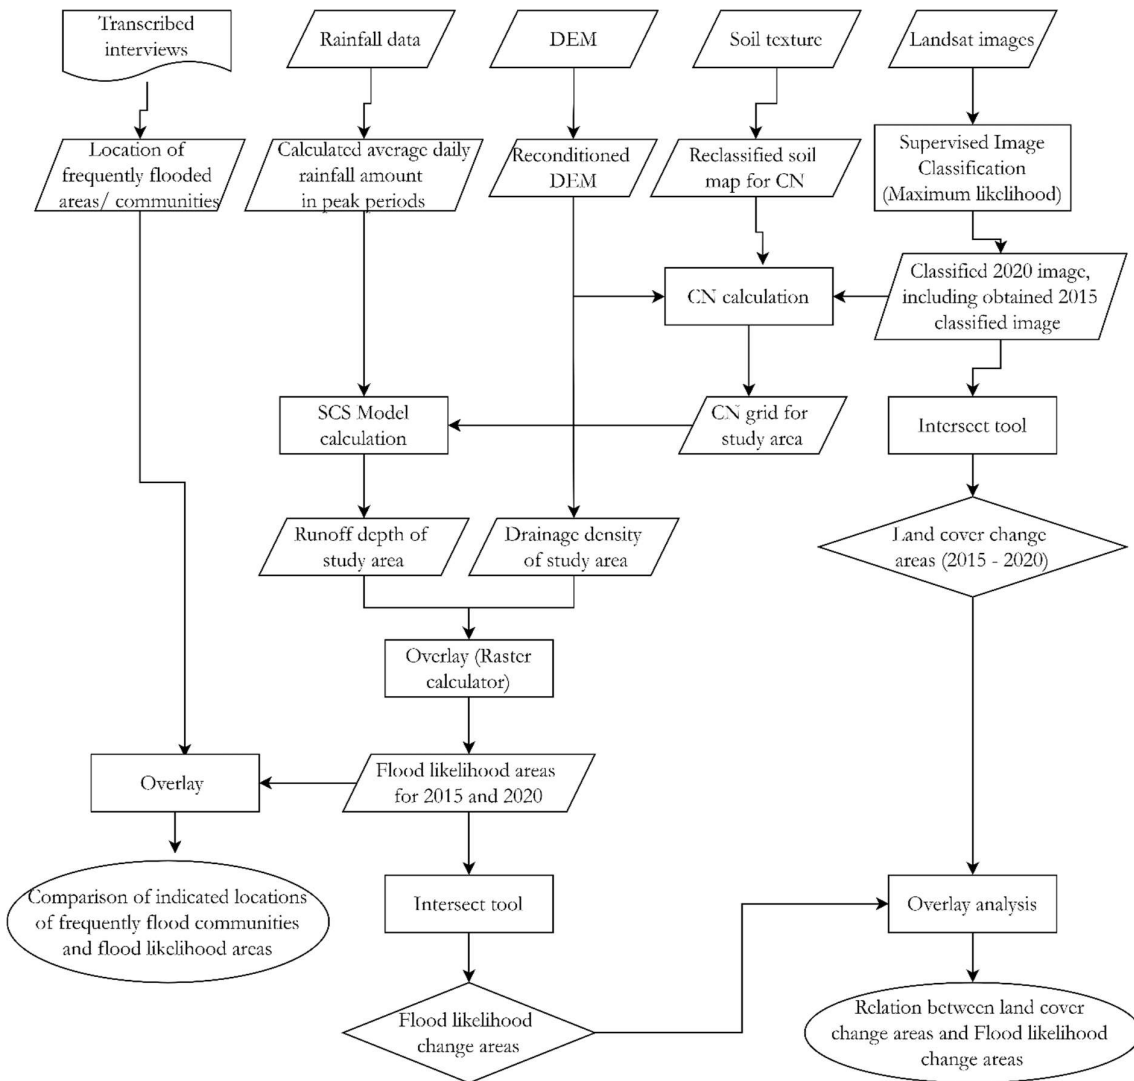 Transcribed
interviews
Rainfall data
DEM
Soil texture
Landsat images
Location of
frequently flooded
areas/ communities
Calculated average daily
rainfall amount
in peak periods
Reconditioned
DEM
Reclassified soil
map for CN
Supervised Image
Classification
(Maximum likelihood)
CN calculation
Classified 2020 image,
including obtained 2015
classified image
SCS Model
calculation
CN grid for
study area
Intersect tool
Runoff depth of
study area
Drainage density
of study area
Land cover change
areas (2015 - 2020)
Overlay (Raster
calculator)
Overlay
Flood likelihood areas
for 2015 and 2020
Comparison of indicated locations
of frequently flood communities
and flood likelihood areas
Intersect tool
Overlay analysis
Flood likelihood
change areas
Relation between land cover
change areas and Flood likelihood
change areas